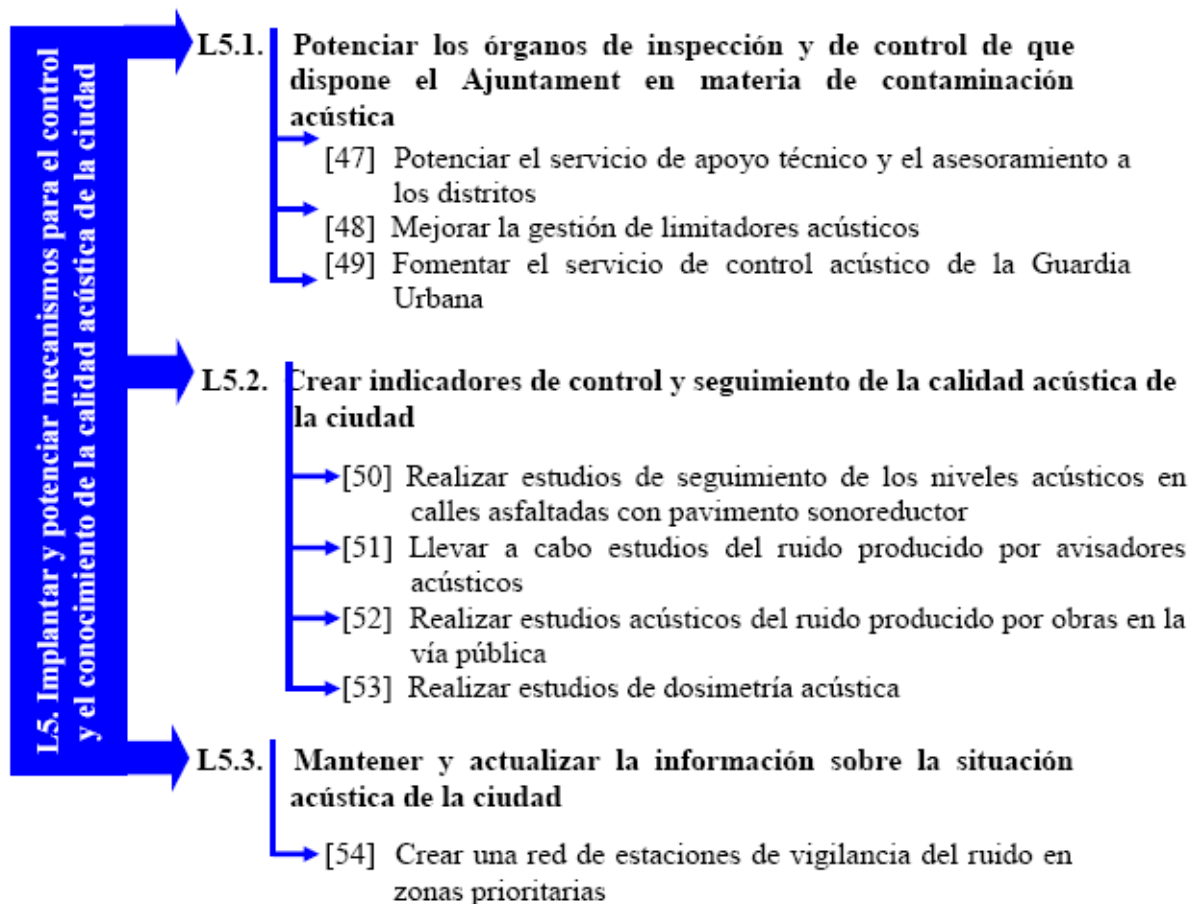 L5. Implantar y potenciar mecanismos para el control
y el conocimiento de la calidad acústica de la ciudad
L5.1. Potenciar los órganos de inspección y de control de que
dispone el Ajuntament en materia de contaminación
acústica
[47] Potenciar el servicio de apoyo técnico y el asesoramiento a
los distritos
[48] Mejorar la gestión de limitadores acústicos
[49] Fomentar el servicio de control acústico de la Guardia
Urbana
L5.2. Crear indicadores de control y seguimiento de la calidad acústica de
la ciudad
[50] Realizar estudios de seguimiento de los niveles acústicos en
calles asfaltadas con pavimento sonoreductor
[51] Llevar a cabo estudios del ruido producido por avisadores
acústicos
[52] Realizar estudios acústicos del ruido producido por obras en la
vía pública
[53] Realizar estudios de dosimetría acústica
L5.3. Mantener y actualizar la información sobre la situación
acústica de la ciudad
[54] Crear una red de estaciones de vigilancia del ruido en
zonas prioritarias